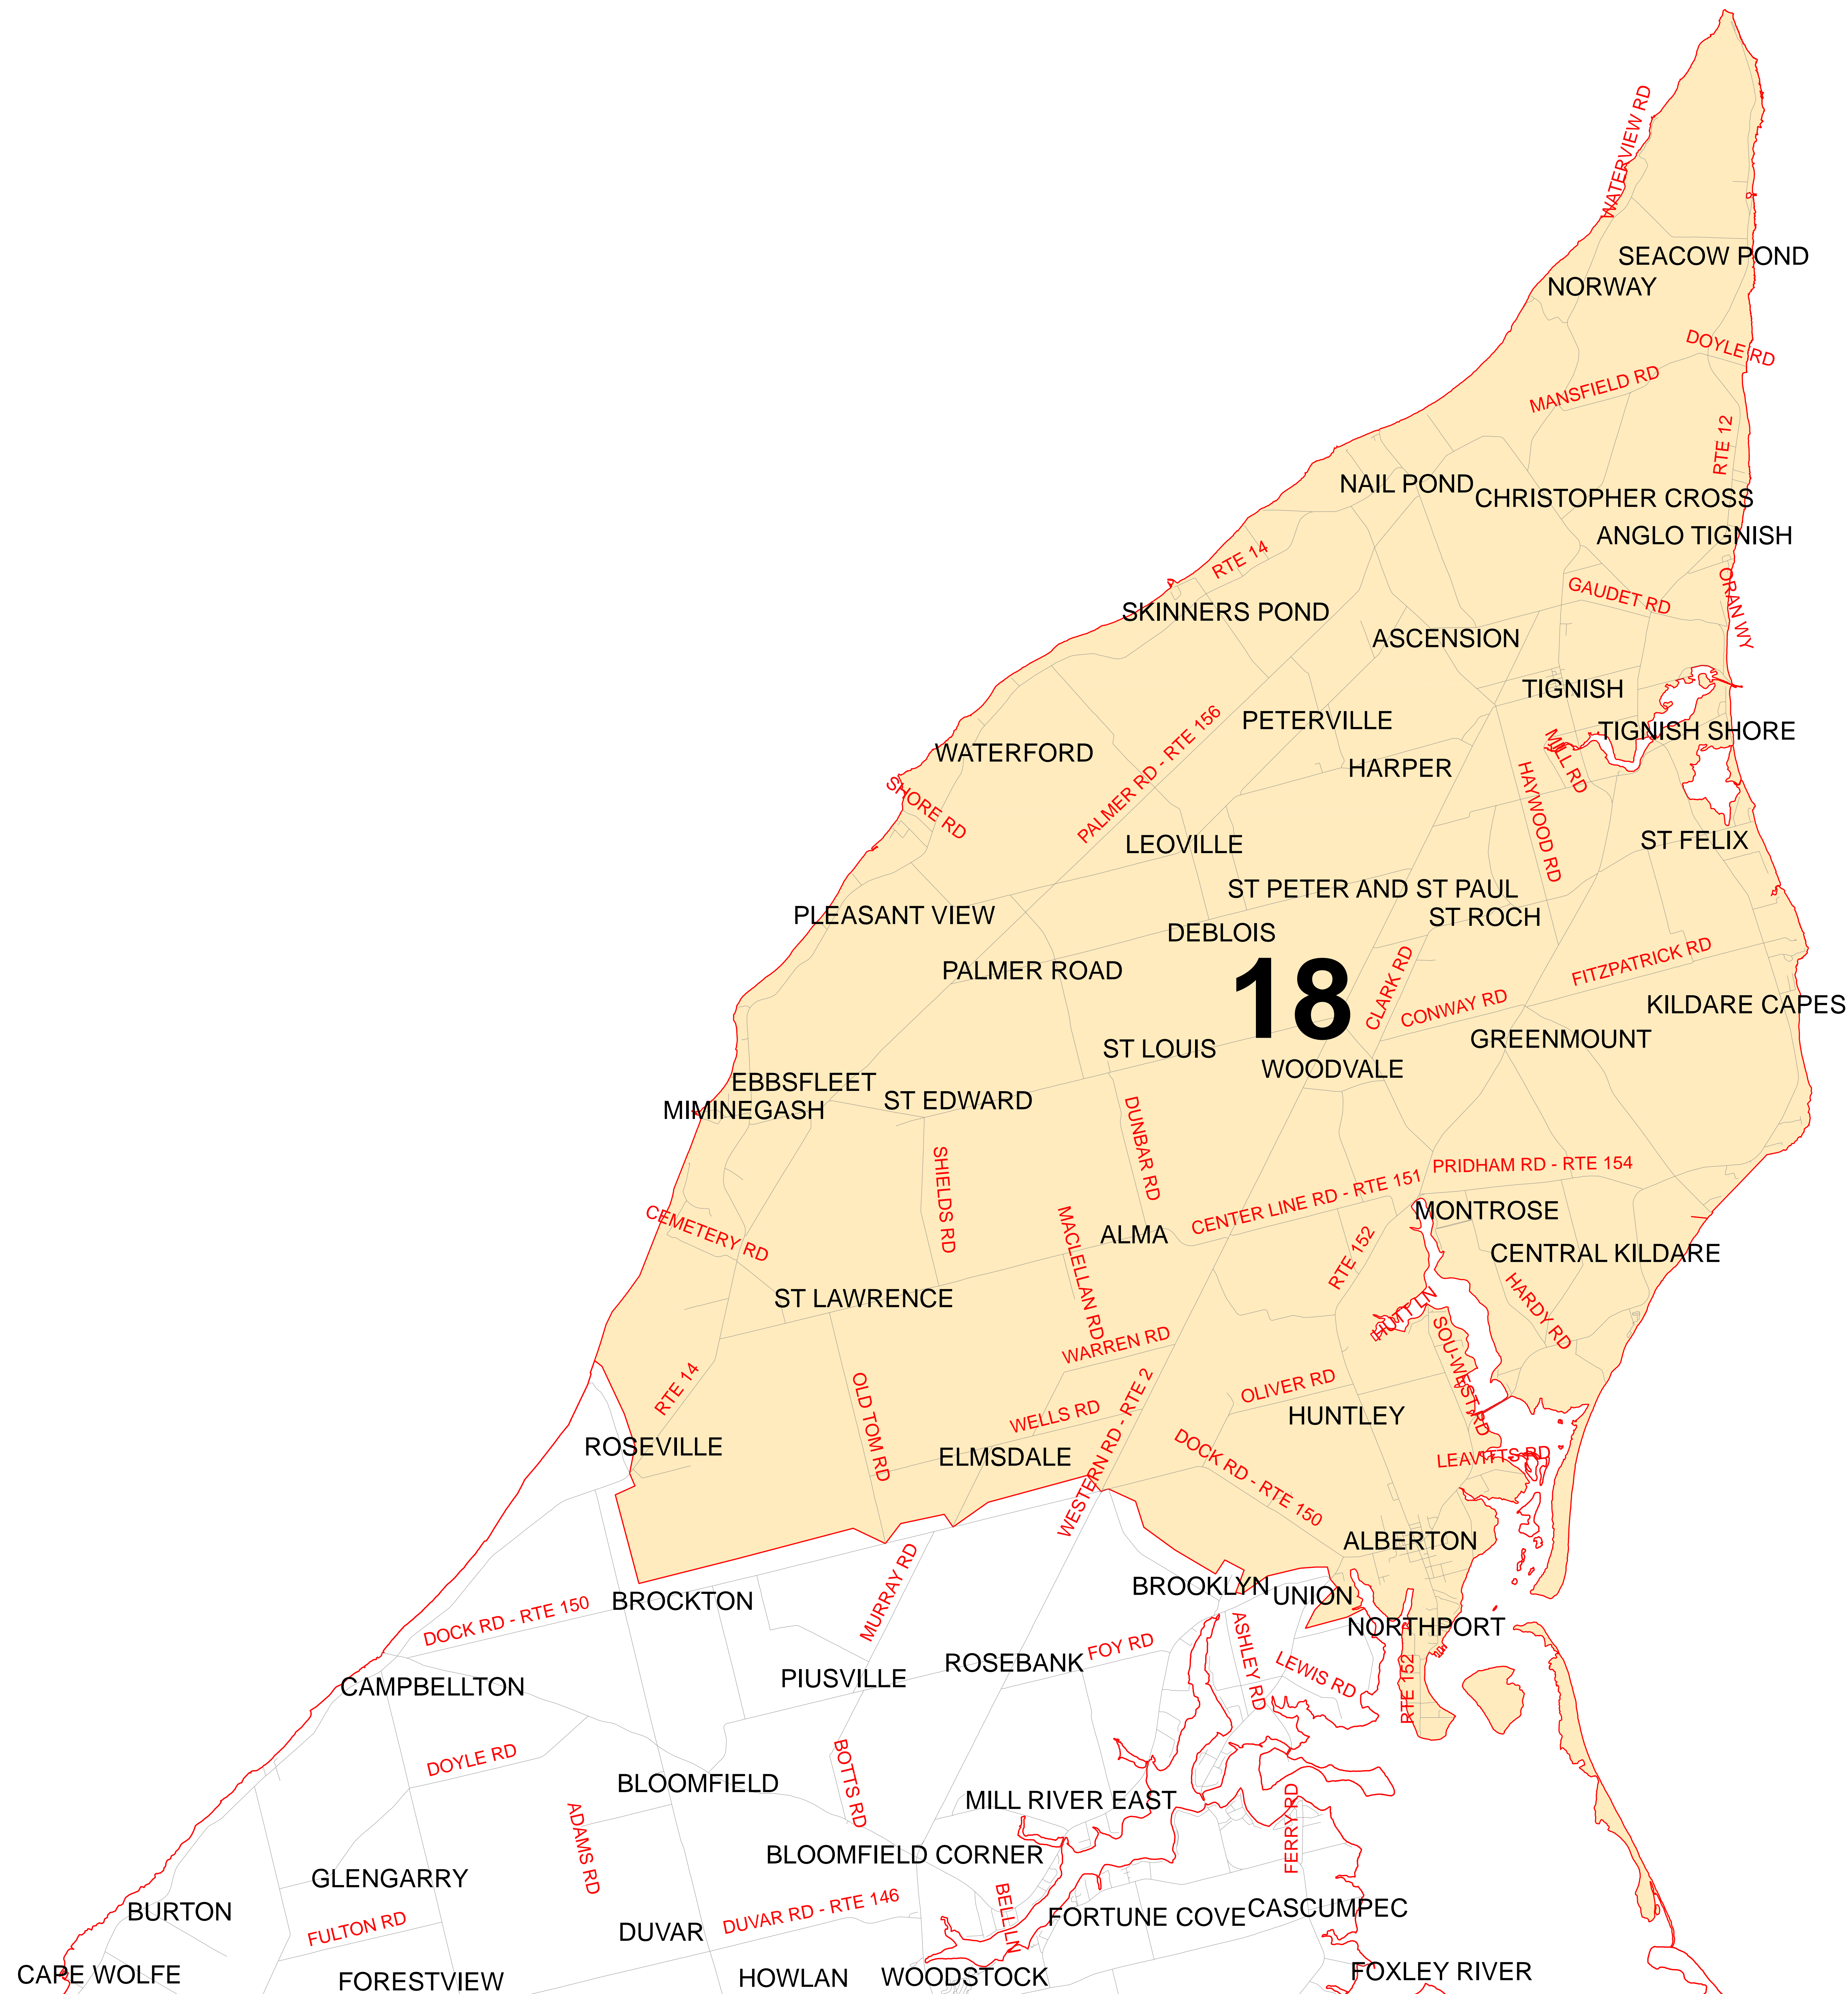 WATERVIEW RD
SEACOW POND
NORWAY
DOYLE RD
MANSFIELD RD
RTE 12
NAIL POND
CHRISTOPHER CROSS
ANGLO TIGNISH
RTE 14
GAUDET RD
ORAN WY
SKINNERS POND
ASCENSION
TIGNISH
PETERVILLE
TIGNISH SHORE
WATERFORD
PALMER RD - RTE 156
MILL RD
HARPER
SHORE RD
HAYWOOD RD
LEOVILLE
ST FELIX
ST PETER AND ST PAUL
PLEASANT VIEW
ST ROCH
DEBLOIS
FITZPATRICK RD
PALMER ROAD
18
CLARK RD
CONWAY RD
KILDARE CAPES
GREENMOUNT
ST LOUIS
WOODVALE
EBBSFLEET
ST EDWARD
MIMINEGASH
DUNBAR RD
PRIDHAM RD - RTE 154
SHIELDS RD
CENTER LINE RD - RTE 151
MONTROSE
CEMETERY RD
MACLELLAN RD
ALMA
RTE 152
CENTRAL KILDARE
ST LAWRENCE
HUTT LN
HARDY RD
WARREN RD
SOU-WEST RD
RTE 14
OLD TOM RD
OLIVER RD
WELLS RD
WESTERN RD - RTE 2
HUNTLEY
ROSEVILLE
ELMSDALE
DOCK RD - RTE 150
LEAVITTS RD
ALBERTON
MURRAY RD
BROOKLYN
UNION
BROCKTON
DOCK RD - RTE 150
NORTHPORT
ASHLEY RD
FOY RD
ROSEBANK
PIUSVILLE
LEWIS RD
RTE 152
CAMPBELLTON
DOYLE RD
BOTTS RD
BLOOMFIELD
MILL RIVER EAST
FERRY RD
ADAMS RD
BLOOMFIELD CORNER
GLENGARRY
BURTON
DUVAR RD - RTE 146
BELL LN
CASCUMPEC
FORTUNE COVE
FULTON RD
DUVAR
CAPE WOLFE
FORESTVIEW
HOWLAN
WOODSTOCK
FOXLEY RIVER